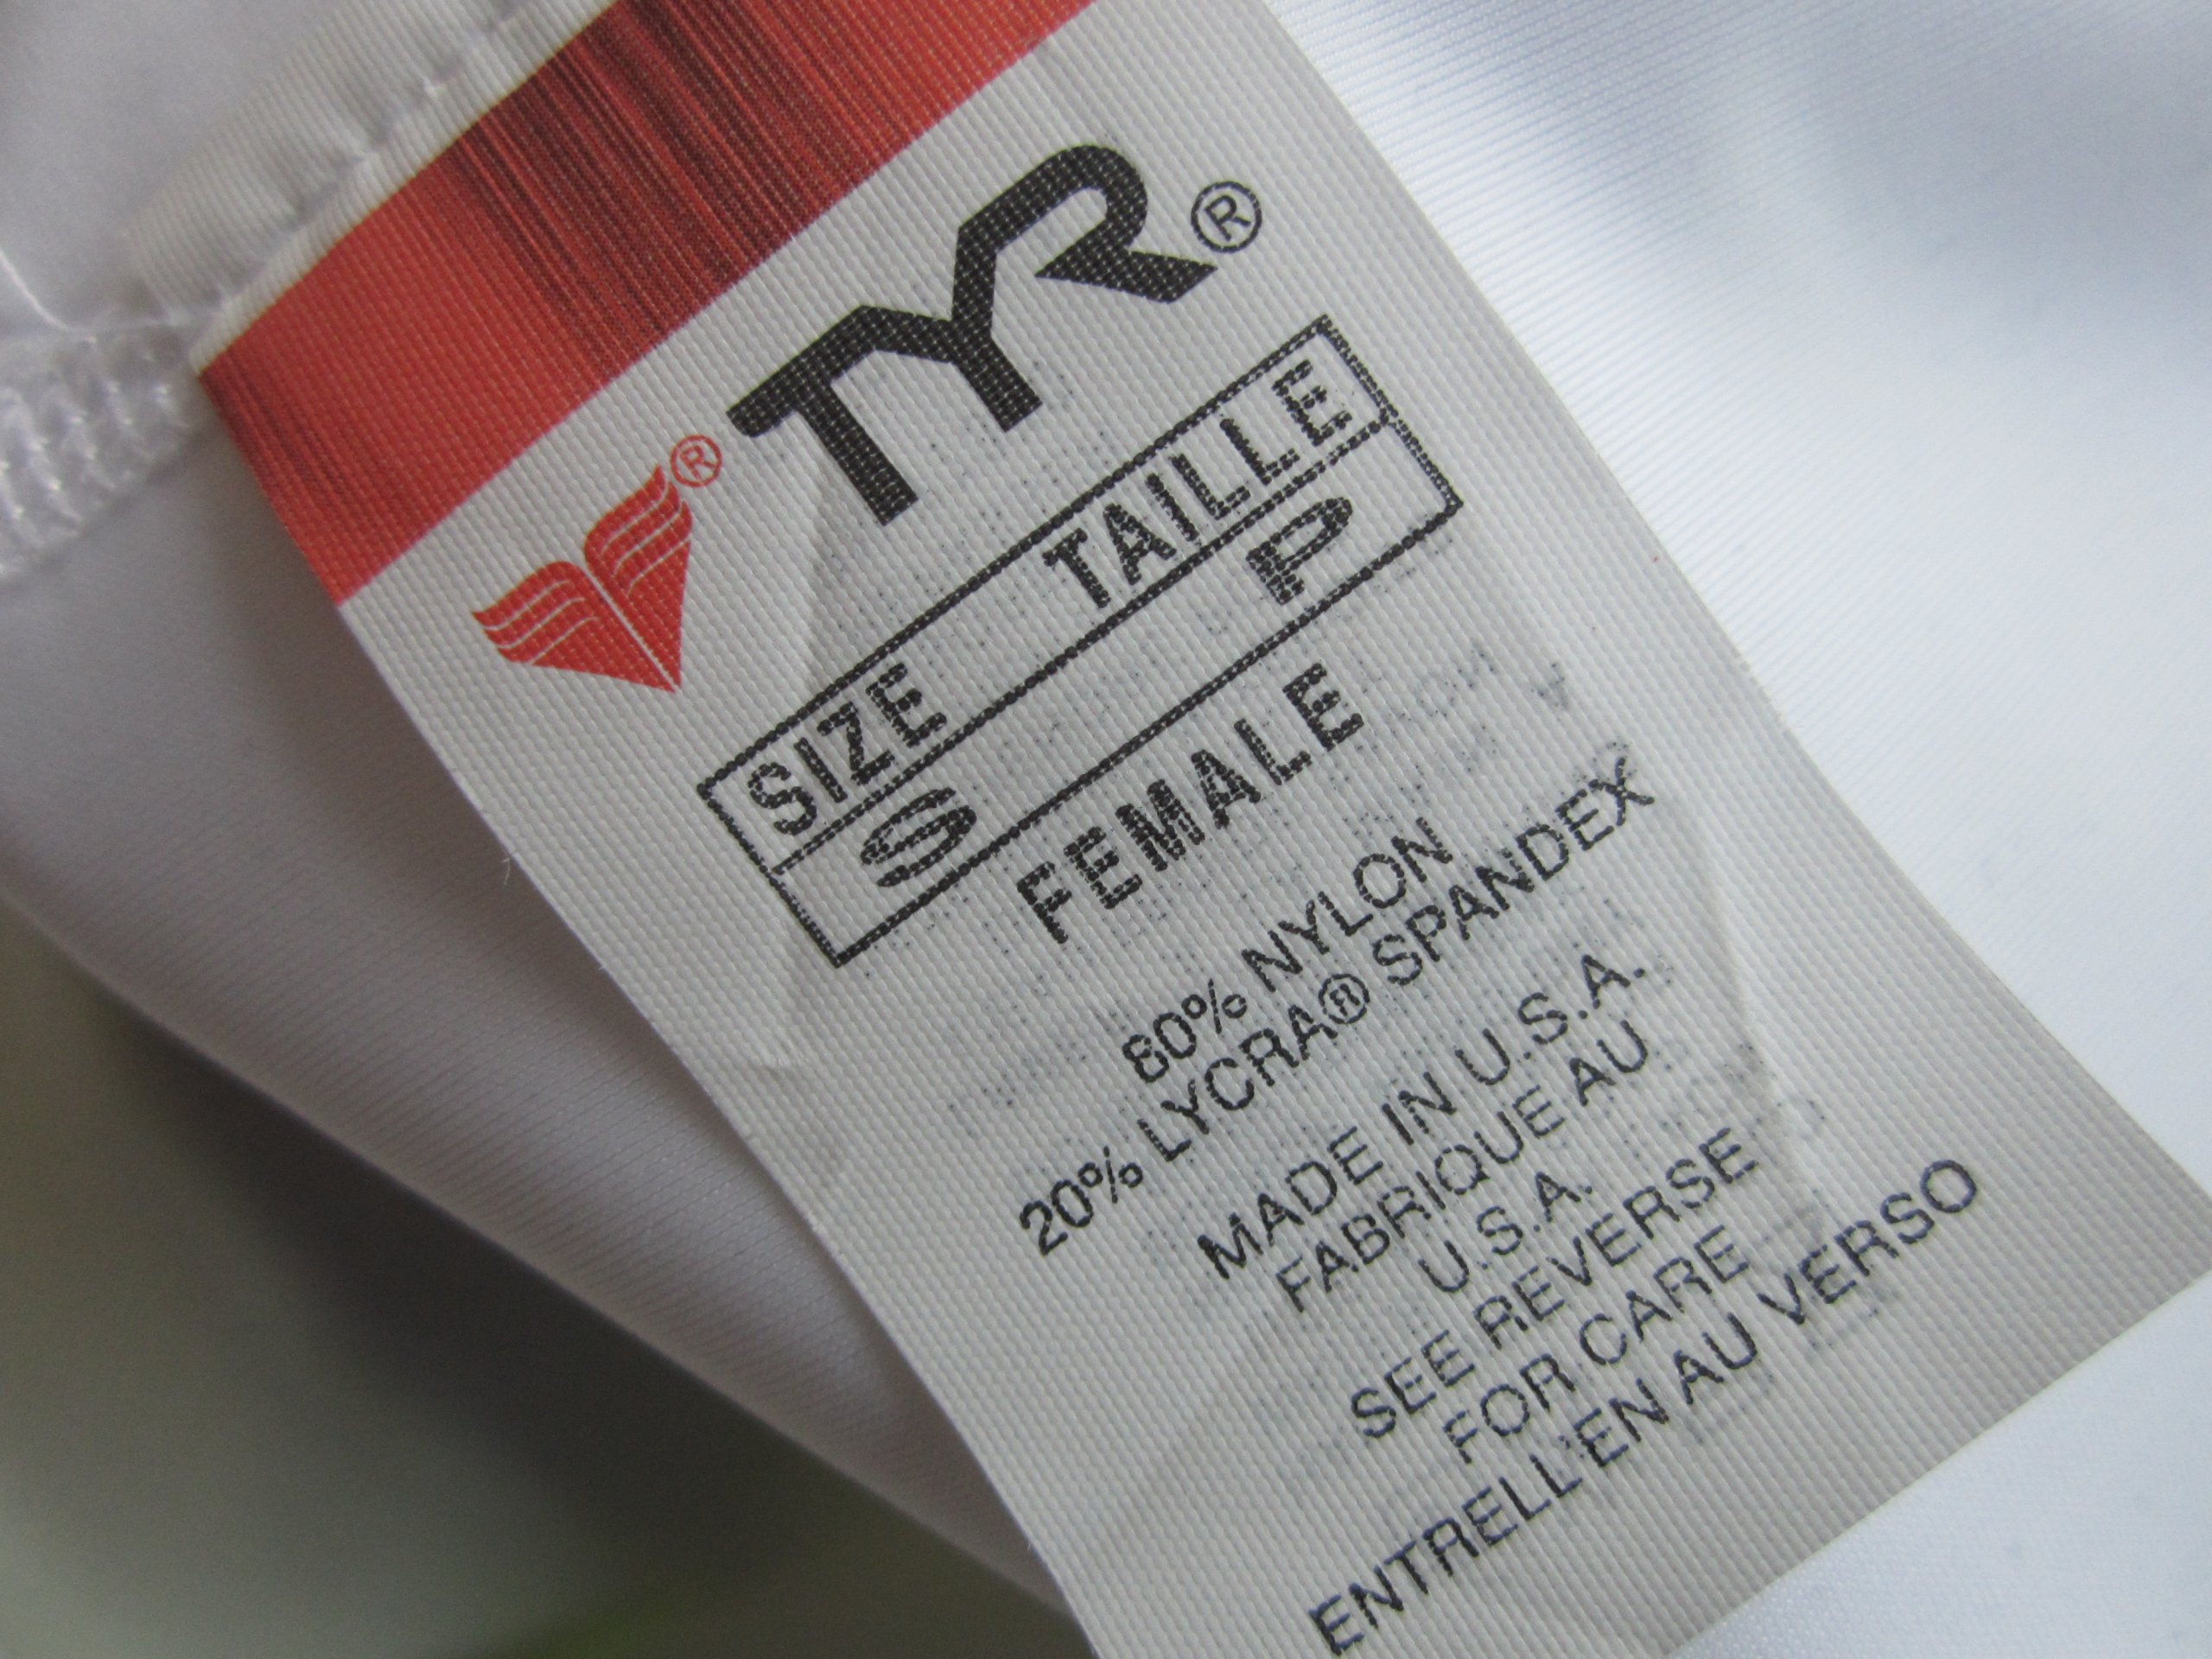 TYR®
®
SIZE TAILLE
S P
FEMALE
80% NYLON
20% LYCRA® SPANDEX
MADE IN U.S.A.
FABRIQUE AU
U.S.A.
SEE REVERSE
FOR CARE
ENTRELL'EN AU VERSO